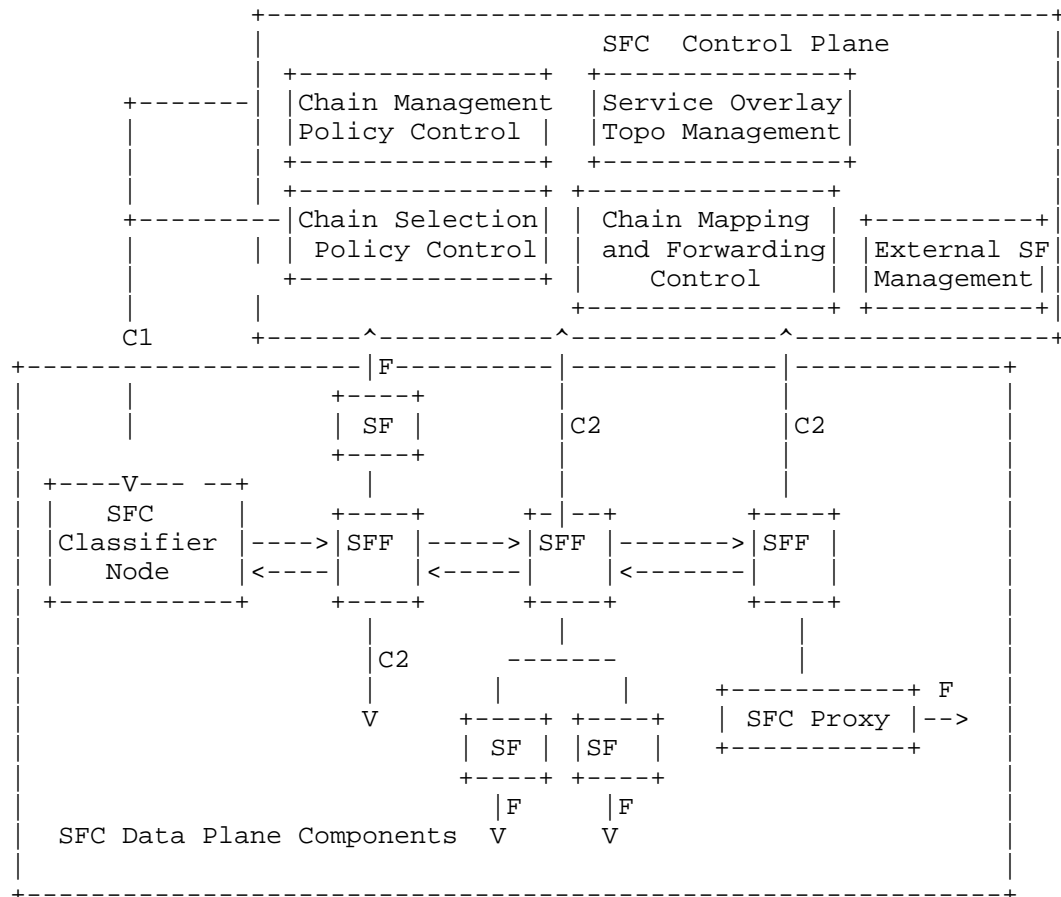 SFC Control Plane
Chain Management Service Overlay
Policy Control Topo Management
Chain Selection Chain Mapping
Policy Control and Forwarding External SF
Control Management
C1
F
SF C2 C2
V
SFC
Classifier SFF SFF SFF
Node
C2
F
V SFC Proxy
SF SF
F F
SFC Data Plane Components V V